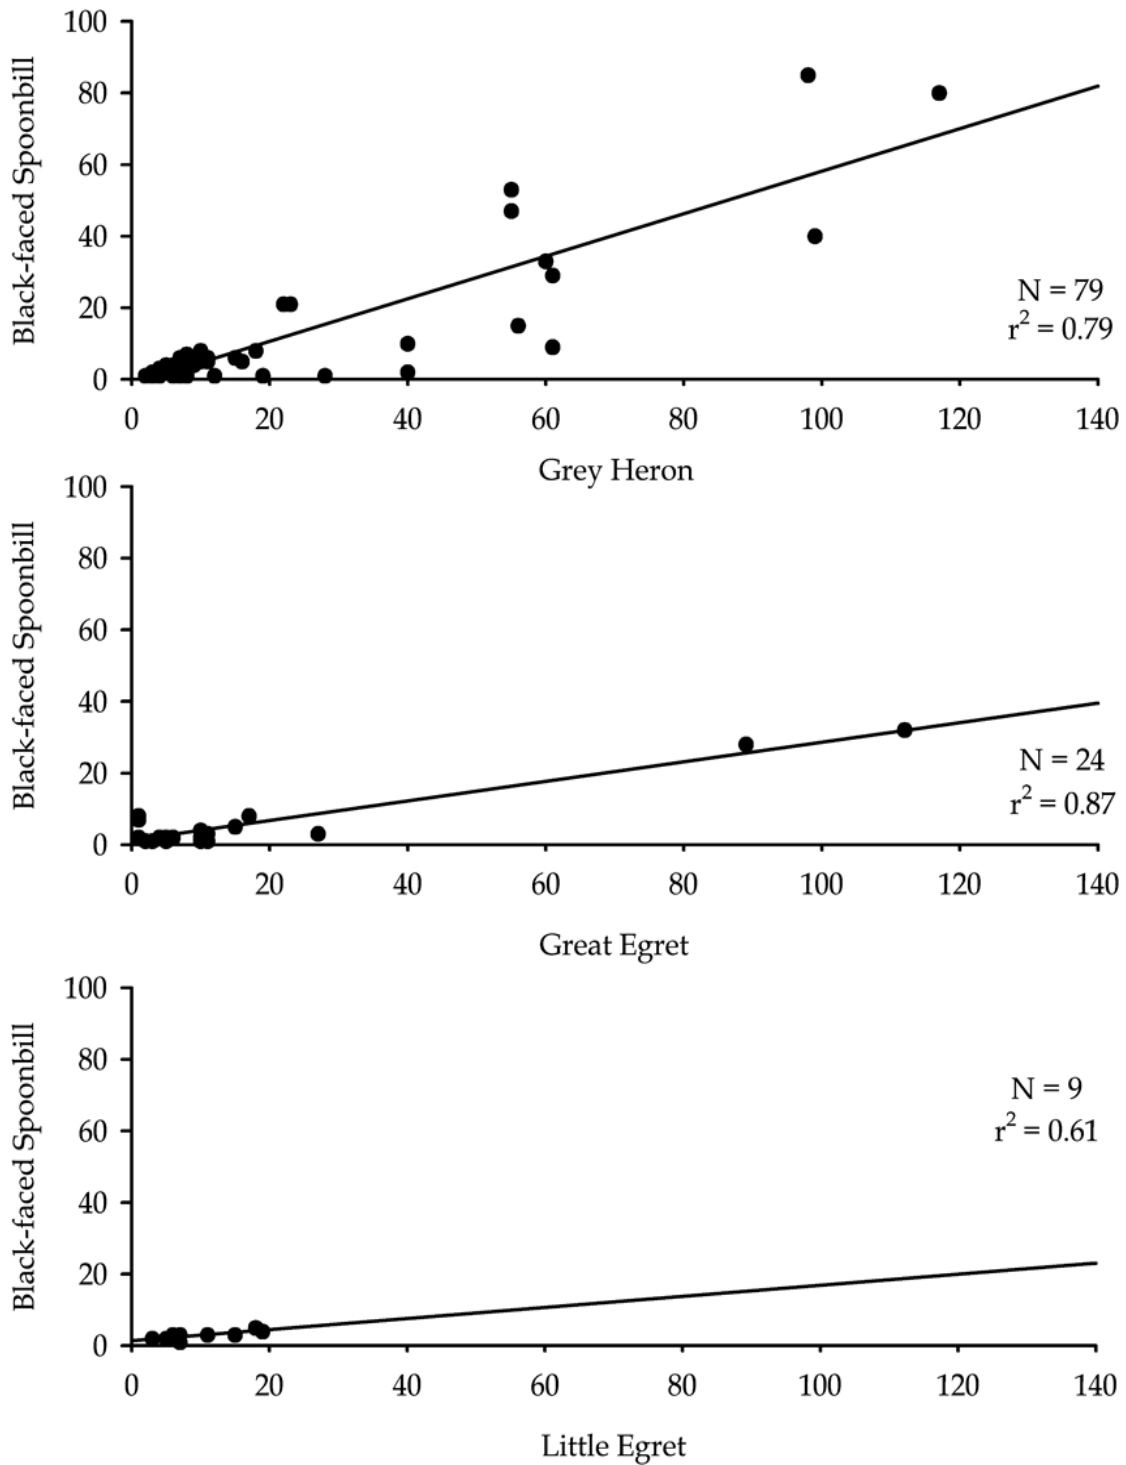 100
80
60
40
20
0
Black-faced Spoonbill
N = 79
r² = 0.79
0 20 40 60 80 100 120 140
Grey Heron
100
80
60
40
20
0
Black-faced Spoonbill
N = 24
r² = 0.87
0 20 40 60 80 100 120 140
Great Egret
100
80
60
40
20
0
Black-faced Spoonbill
N = 9
r² = 0.61
0 20 40 60 80 100 120 140
Little Egret